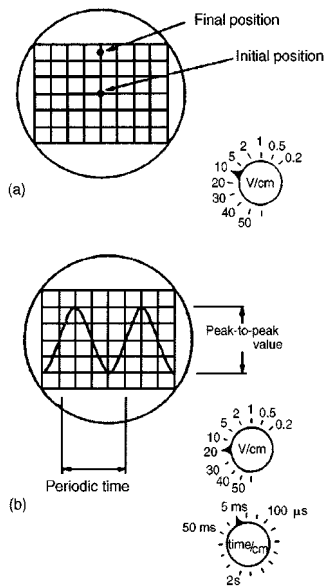 Final position
Initial position
1
2
0.5
5
0.2
10
20
V/cm
30
40
50
(a)
Peak-to-peak
value
1
2
0.5
5
0.2
10
20
V/cm
30
40
50
Periodic time
(b)
5 ms
100 µs
50 ms
time/cm
2s